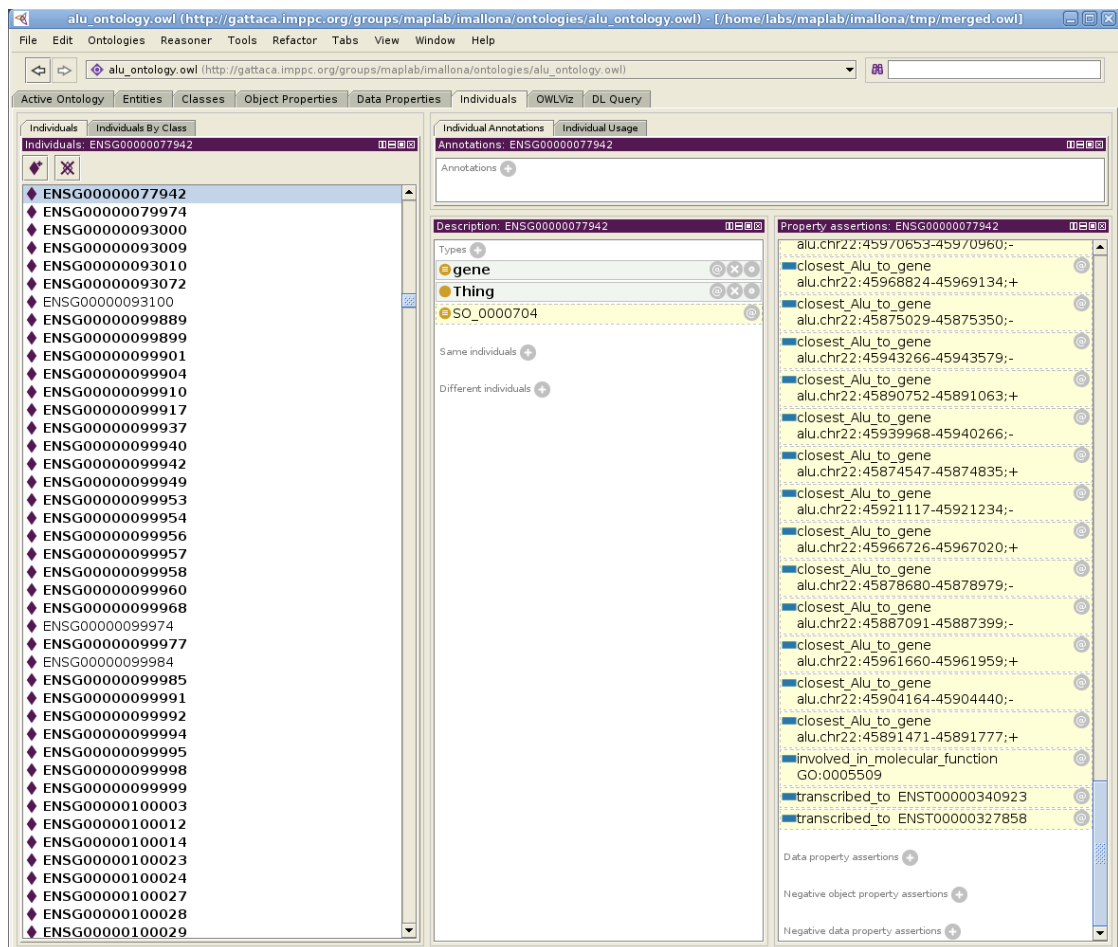 alu_ontology.owl (http://gattaca.imppc.org/groups/maplab/imallona/ontologies/alu_ontology.owl) - [/home/labs/maplab/imallona/tmp/merged.owl]
File Edit Ontologies Reasoner Tools Refactor Tabs View Window Help
alu_ontology.owl (http://gattaca.imppc.org/groups/maplab/imallona/ontologies/alu_ontology.owl)
Active Ontology Entities Classes Object Properties Data Properties Individuals OWLViz DL Query
Individuals Individuals By Class
Individuals: ENSG00000077942
ENSG00000077942
ENSG00000079974
ENSG00000093000
ENSG00000093009
ENSG00000093010
ENSG00000093072
ENSG00000093100
ENSG00000099889
ENSG00000099899
ENSG00000099901
ENSG00000099904
ENSG00000099910
ENSG00000099917
ENSG00000099937
ENSG00000099940
ENSG00000099942
ENSG00000099949
ENSG00000099953
ENSG00000099954
ENSG00000099956
ENSG00000099957
ENSG00000099958
ENSG00000099960
ENSG00000099968
ENSG00000099974
ENSG00000099977
ENSG00000099984
ENSG00000099985
ENSG00000099991
ENSG00000099992
ENSG00000099994
ENSG00000099995
ENSG00000099998
ENSG00000099999
ENSG00000100003
ENSG00000100012
ENSG00000100014
ENSG00000100023
ENSG00000100024
ENSG00000100027
ENSG00000100028
ENSG00000100029
Individual Annotations Individual Usage
Annotations: ENSG00000077942
Annotations
Description: ENSG00000077942
Types
gene
Thing
SO_0000704
Same individuals
Different individuals
Property assertions: ENSG00000077942
alu.chr22:45970653-45970960;-
closest_Alu_to_gene
alu.chr22:45968824-45969134;+
closest_Alu_to_gene
alu.chr22:45875029-45875350;-
closest_Alu_to_gene
alu.chr22:45943266-45943579;-
closest_Alu_to_gene
alu.chr22:45890752-45891063;+
closest_Alu_to_gene
alu.chr22:45939968-45940266;-
closest_Alu_to_gene
alu.chr22:45874547-45874835;+
closest_Alu_to_gene
alu.chr22:45921117-45921234;-
closest_Alu_to_gene
alu.chr22:45966726-45967020;+
closest_Alu_to_gene
alu.chr22:45878680-45878979;-
closest_Alu_to_gene
alu.chr22:45887091-45887399;-
closest_Alu_to_gene
alu.chr22:45961660-45961959;+
closest_Alu_to_gene
alu.chr22:45904164-45904440;-
closest_Alu_to_gene
alu.chr22:45891471-45891777;+
involved_in_molecular_function
GO:0005509
transcribed_to ENST00000340923
transcribed_to ENST00000327858
Data property assertions
Negative object property assertions
Negative data property assertions